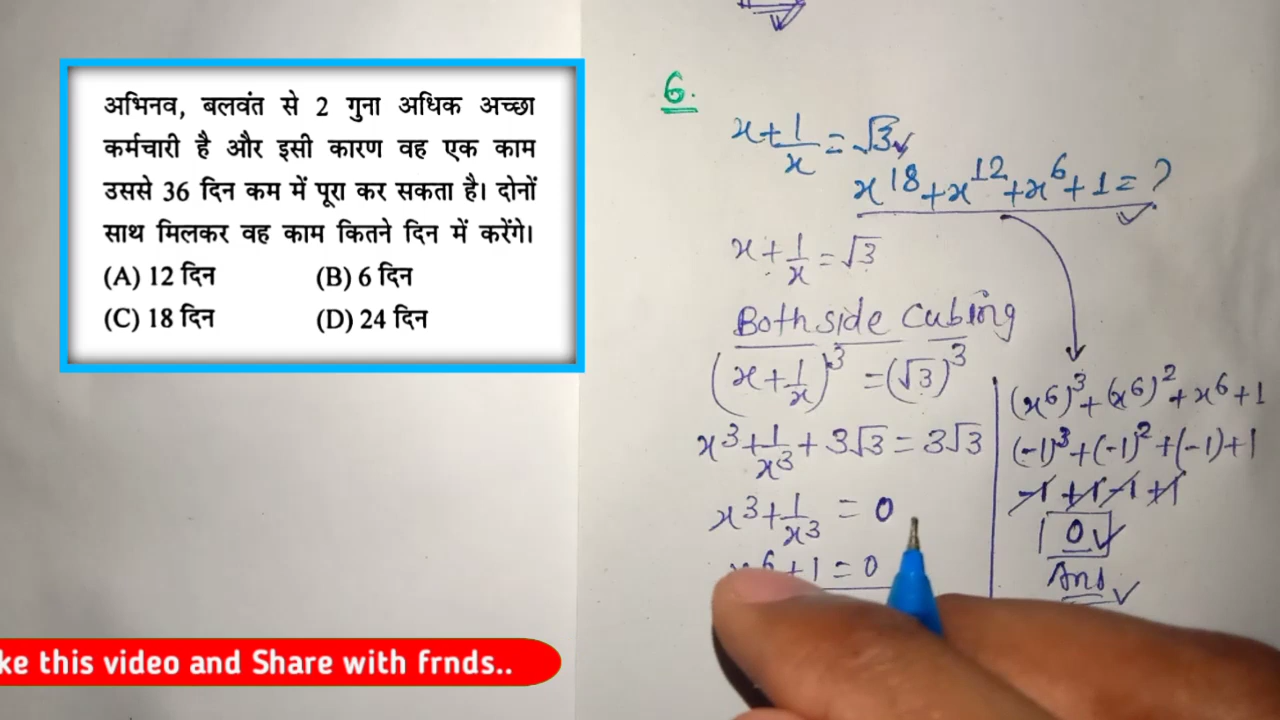 अभिनव, बलवंत से 2 गुना अधिक अच्छा
कर्मचारी है और इसी कारण वह एक काम
उससे 36 दिन कम में पूरा कर सकता है। दोनों
साथ मिलकर वह काम कितने दिन में करेंगे।
(A) 12 दिन (B) 6 दिन
(C) 18 दिन (D) 24 दिन
6.
x+1/x=√3
x^18+x^12+x^6+1=?
x+1/x=√3
Both side Cubing
(x+1/x)^3=(√3)^3
x^3+1/x^3+3√3=3√3
x^3+1/x^3=0
x^6+1=0
(x^6)^3+(x^6)^2+x^6+1
(-1)^3+(-1)^2+(-1)+1
-1+1-1+1
0
Ans
ke this video and Share with frnds..